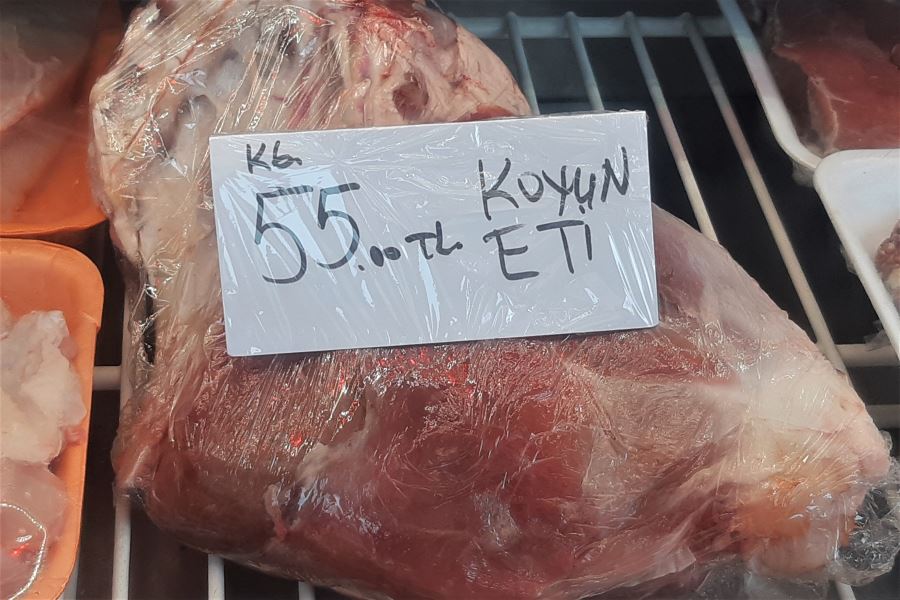 KG.
55.00 TL.
KOYUN
ETİ